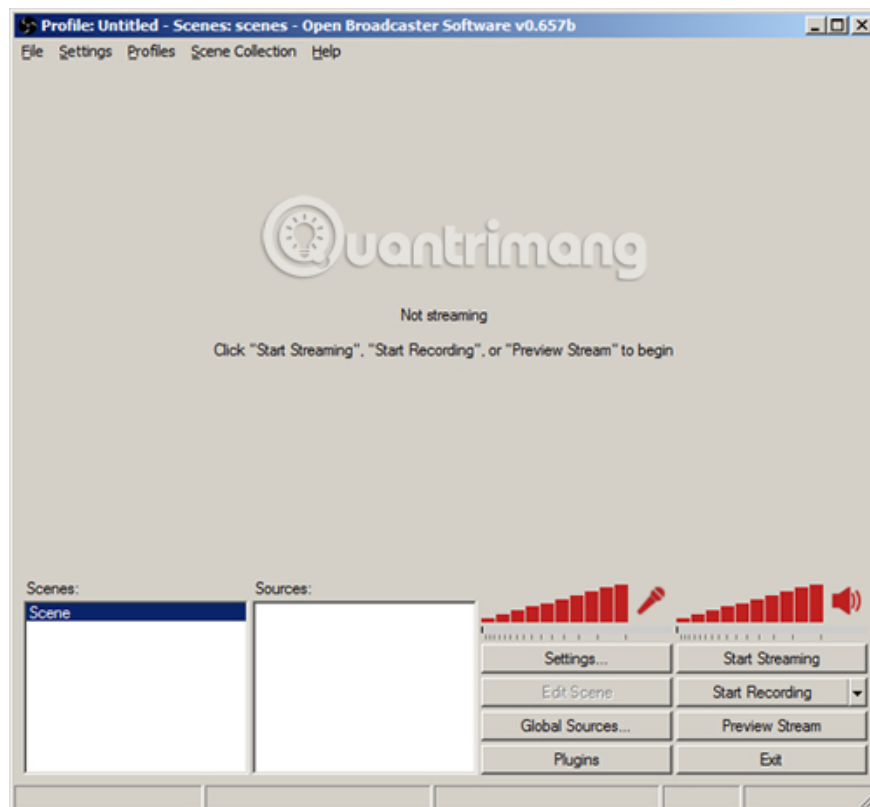 Profile: Untitled - Scenes: scenes - Open Broadcaster Software v0.657b
File Settings Profiles Scene Collection Help
Quantrimang
Not streaming
Click "Start Streaming", "Start Recording", or "Preview Stream" to begin
Scenes:
Scene
Sources:
Settings...
Start Streaming
Edit Scene
Start Recording
Global Sources...
Preview Stream
Plugins
Exit